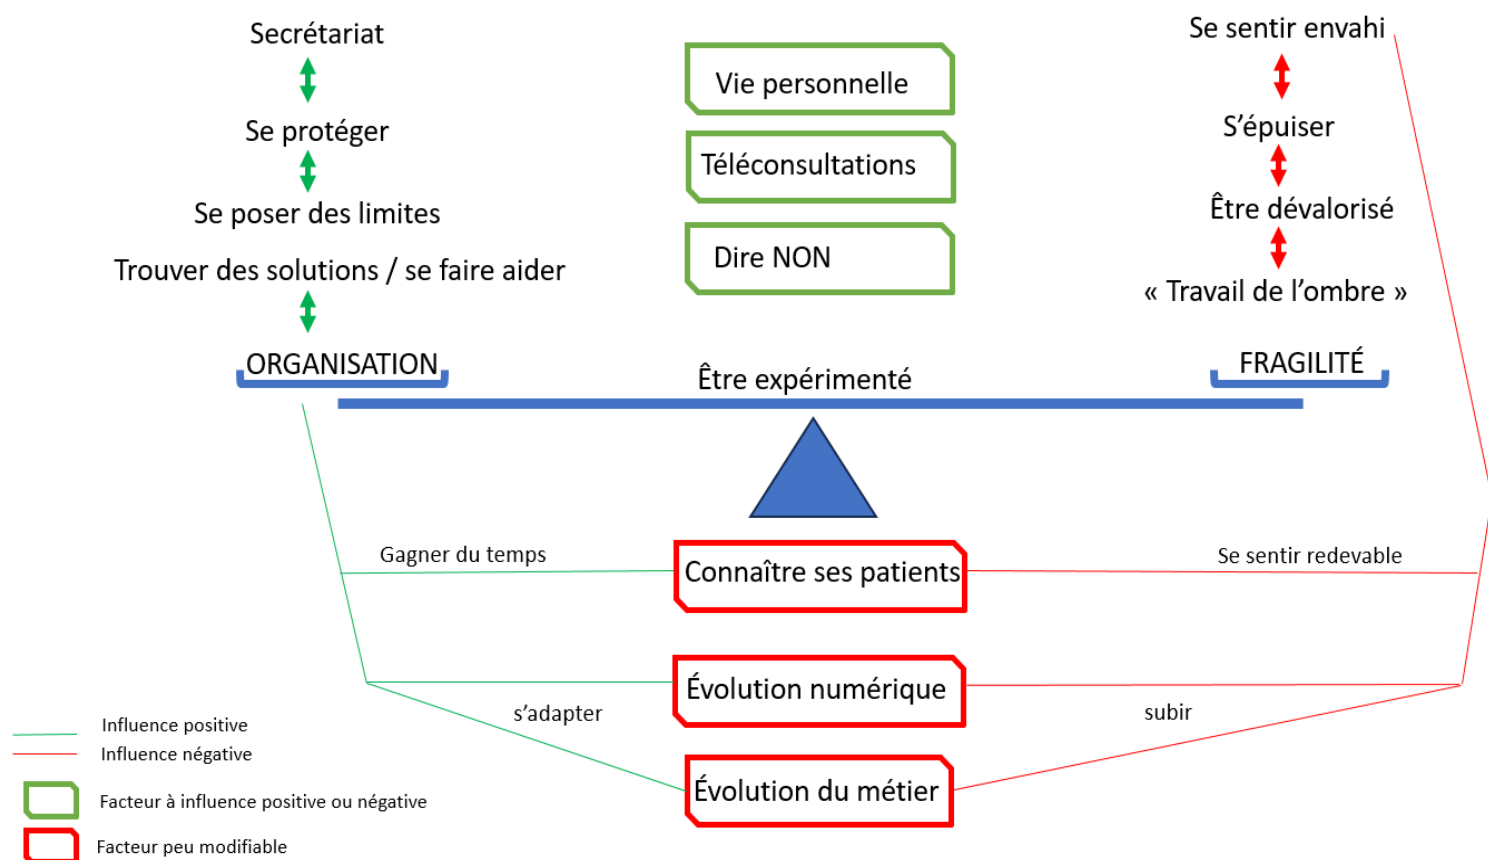 Secrétariat
Se protéger
Se poser des limites
Trouver des solutions / se faire aider
ORGANISATION
Vie personnelle
Téléconsultations
Dire NON
Être expérimenté
Se sentir envahi
S’épuiser
Être dévalorisé
« Travail de l’ombre »
FRAGILITÉ
Gagner du temps
Connaître ses patients
Se sentir redevable
Évolution numérique
s’adapter
subir
Évolution du métier
Influence positive
Influence négative
Facteur à influence positive ou négative
Facteur peu modifiable